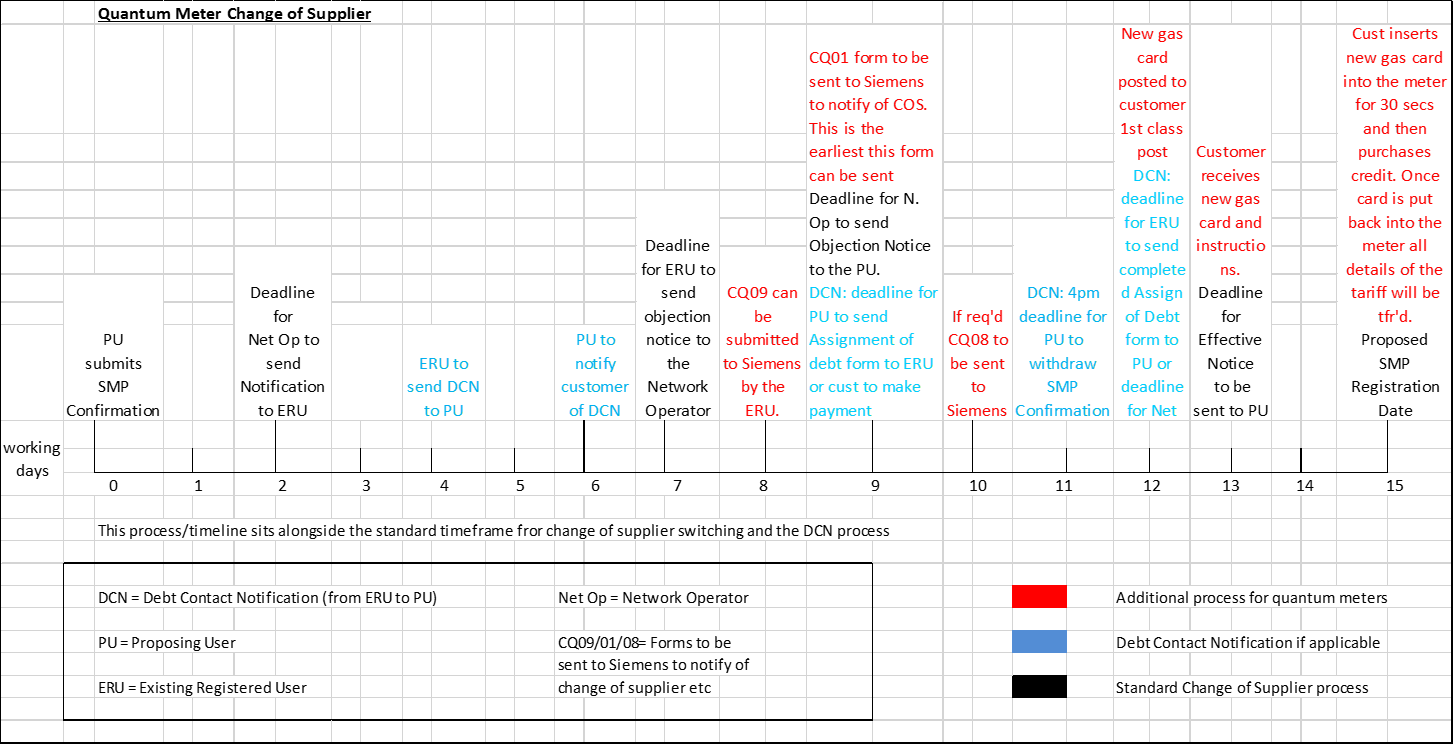 Quantum Meter Change of Supplier
PU
submits
SMP
Confirmation
Deadline
for
Net Op to
send
Notification
to ERU
ERU to
send DCN
to PU
PU to
notify
customer
of DCN
Deadline
for ERU to
send
objection
notice to
the
Network
Operator
CQ09 can
be
submitted
to Siemens
by the
ERU.
CQ01 form to be
sent to Siemens
to notify of COS.
This is the
earliest this form
can be sent
Deadline for N.
Op to send
Objection Notice
to the PU.
DCN: deadline for
PU to send
Assignment of
debt form to ERU
or cust to make
payment
If req'd
CQ08 to
be sent
to
Siemens
DCN: 4pm
deadline for
PU to
withdraw
SMP
Confirmation
New gas
card
posted to
customer
1st class
post
DCN:
deadline
for ERU
to send
complete
d Assign
of Debt
form to
PU or
deadline
for Net
Customer
receives
new gas
card and
instructio
ns.
Deadline
for
Effective
Notice
to be
sent to PU
Cust inserts
new gas card
into the meter
for 30 secs
and then
purchases
credit. Once
card is put
back into the
meter all
details of the
tariff will be
tfr'd.
Proposed
SMP
Registration
Date
working
days
0 1 2 3 4 5 6 7 8 9 10 11 12 13 14 15
This process/timeline sits alongside the standard timeframe fror change of supplier switching and the DCN process
DCN = Debt Contact Notification (from ERU to PU)
PU = Proposing User
ERU = Existing Registered User
Net Op = Network Operator
CQ09/01/08= Forms to be
sent to Siemens to notify of
change of supplier etc
Additional process for quantum meters
Debt Contact Notification if applicable
Standard Change of Supplier process